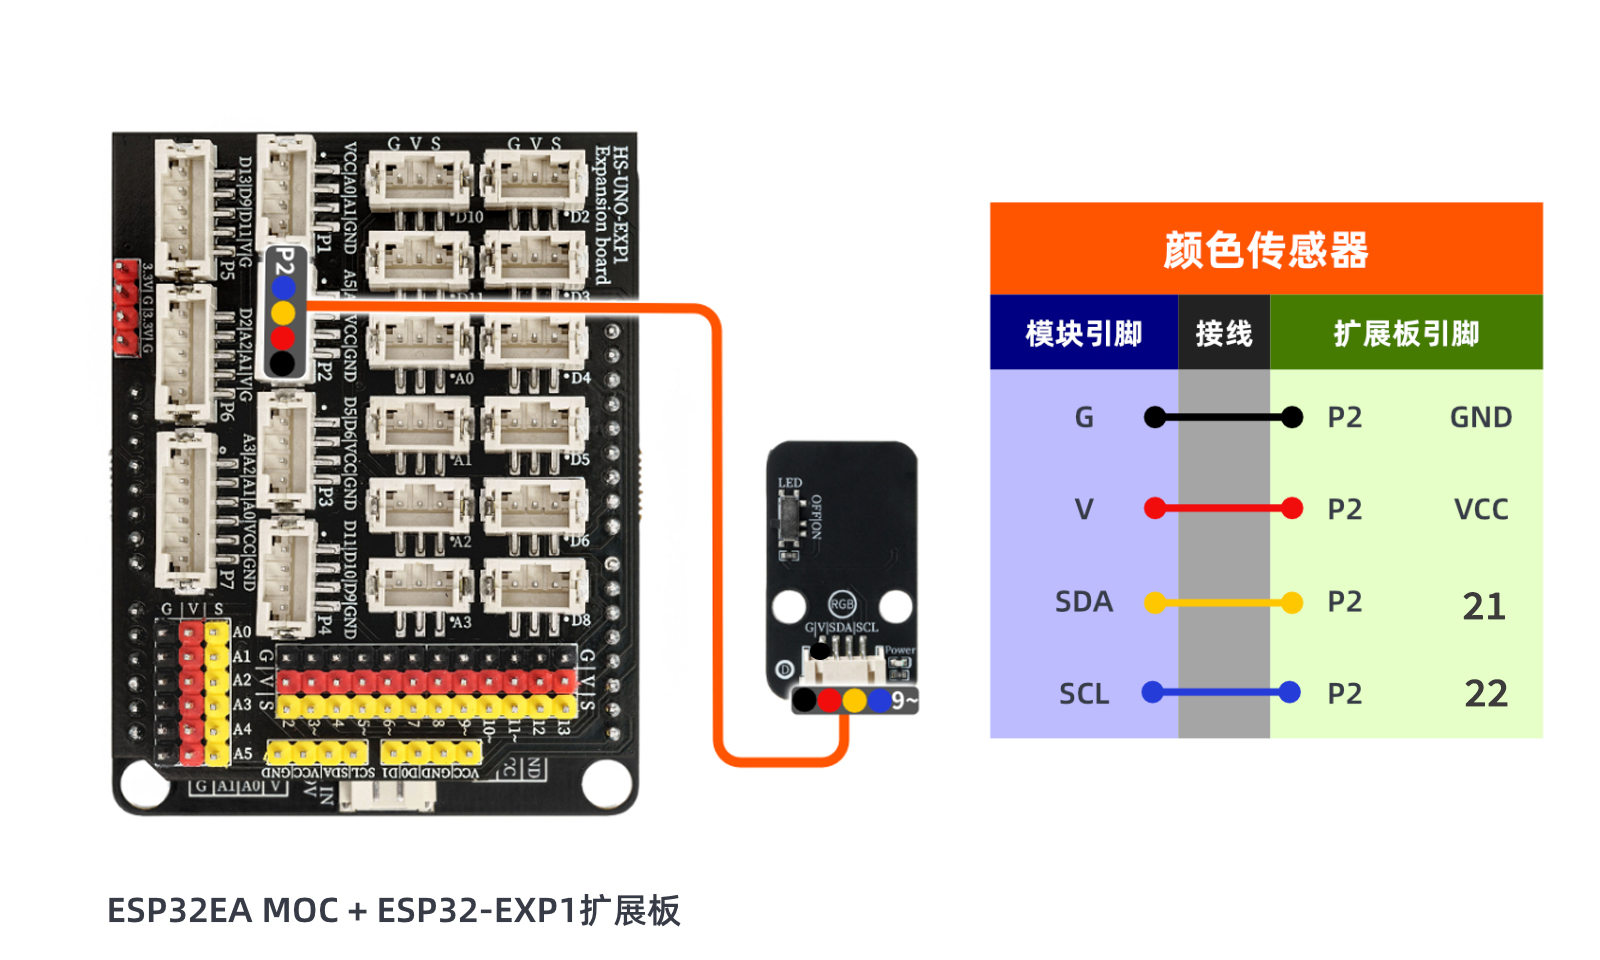 G V S
G V S
HS-UNO-EXP1
Expansion board
D13|D9|D11|V|G
P5
VCC|A0|A1|GND
P1
D10
D2
3.3V|G|3.3V|G
P2
A5|A
VCC|GND
P2
D11
D3
D2|A2|A1|V|G
P6
A0
D4
D5|D6|VCC|GND
P3
A1
D5
A3|A2|A1|A0|VCC|GND
P7
D11|D10|D9|GND
P4
A2
D6
A3
D8
G V S
A0
A1
A2
A3
A4
A5
G|V|S
G|V|S
2 3~ 4 5~ 6~ 7 8 9~ 10~ 11~ 12 13
GND|VCC|SDA|SCL
D1|D0|GND|VCC
G A1 A0 V
IN
LED
OFF|ON
RGB
G|V|SDA|SCL
Power
D
9~
颜色传感器
模块引脚 接线 扩展板引脚
G P2 GND
V P2 VCC
SDA P2 21
SCL P2 22
ESP32EA MOC + ESP32-EXP1扩展板